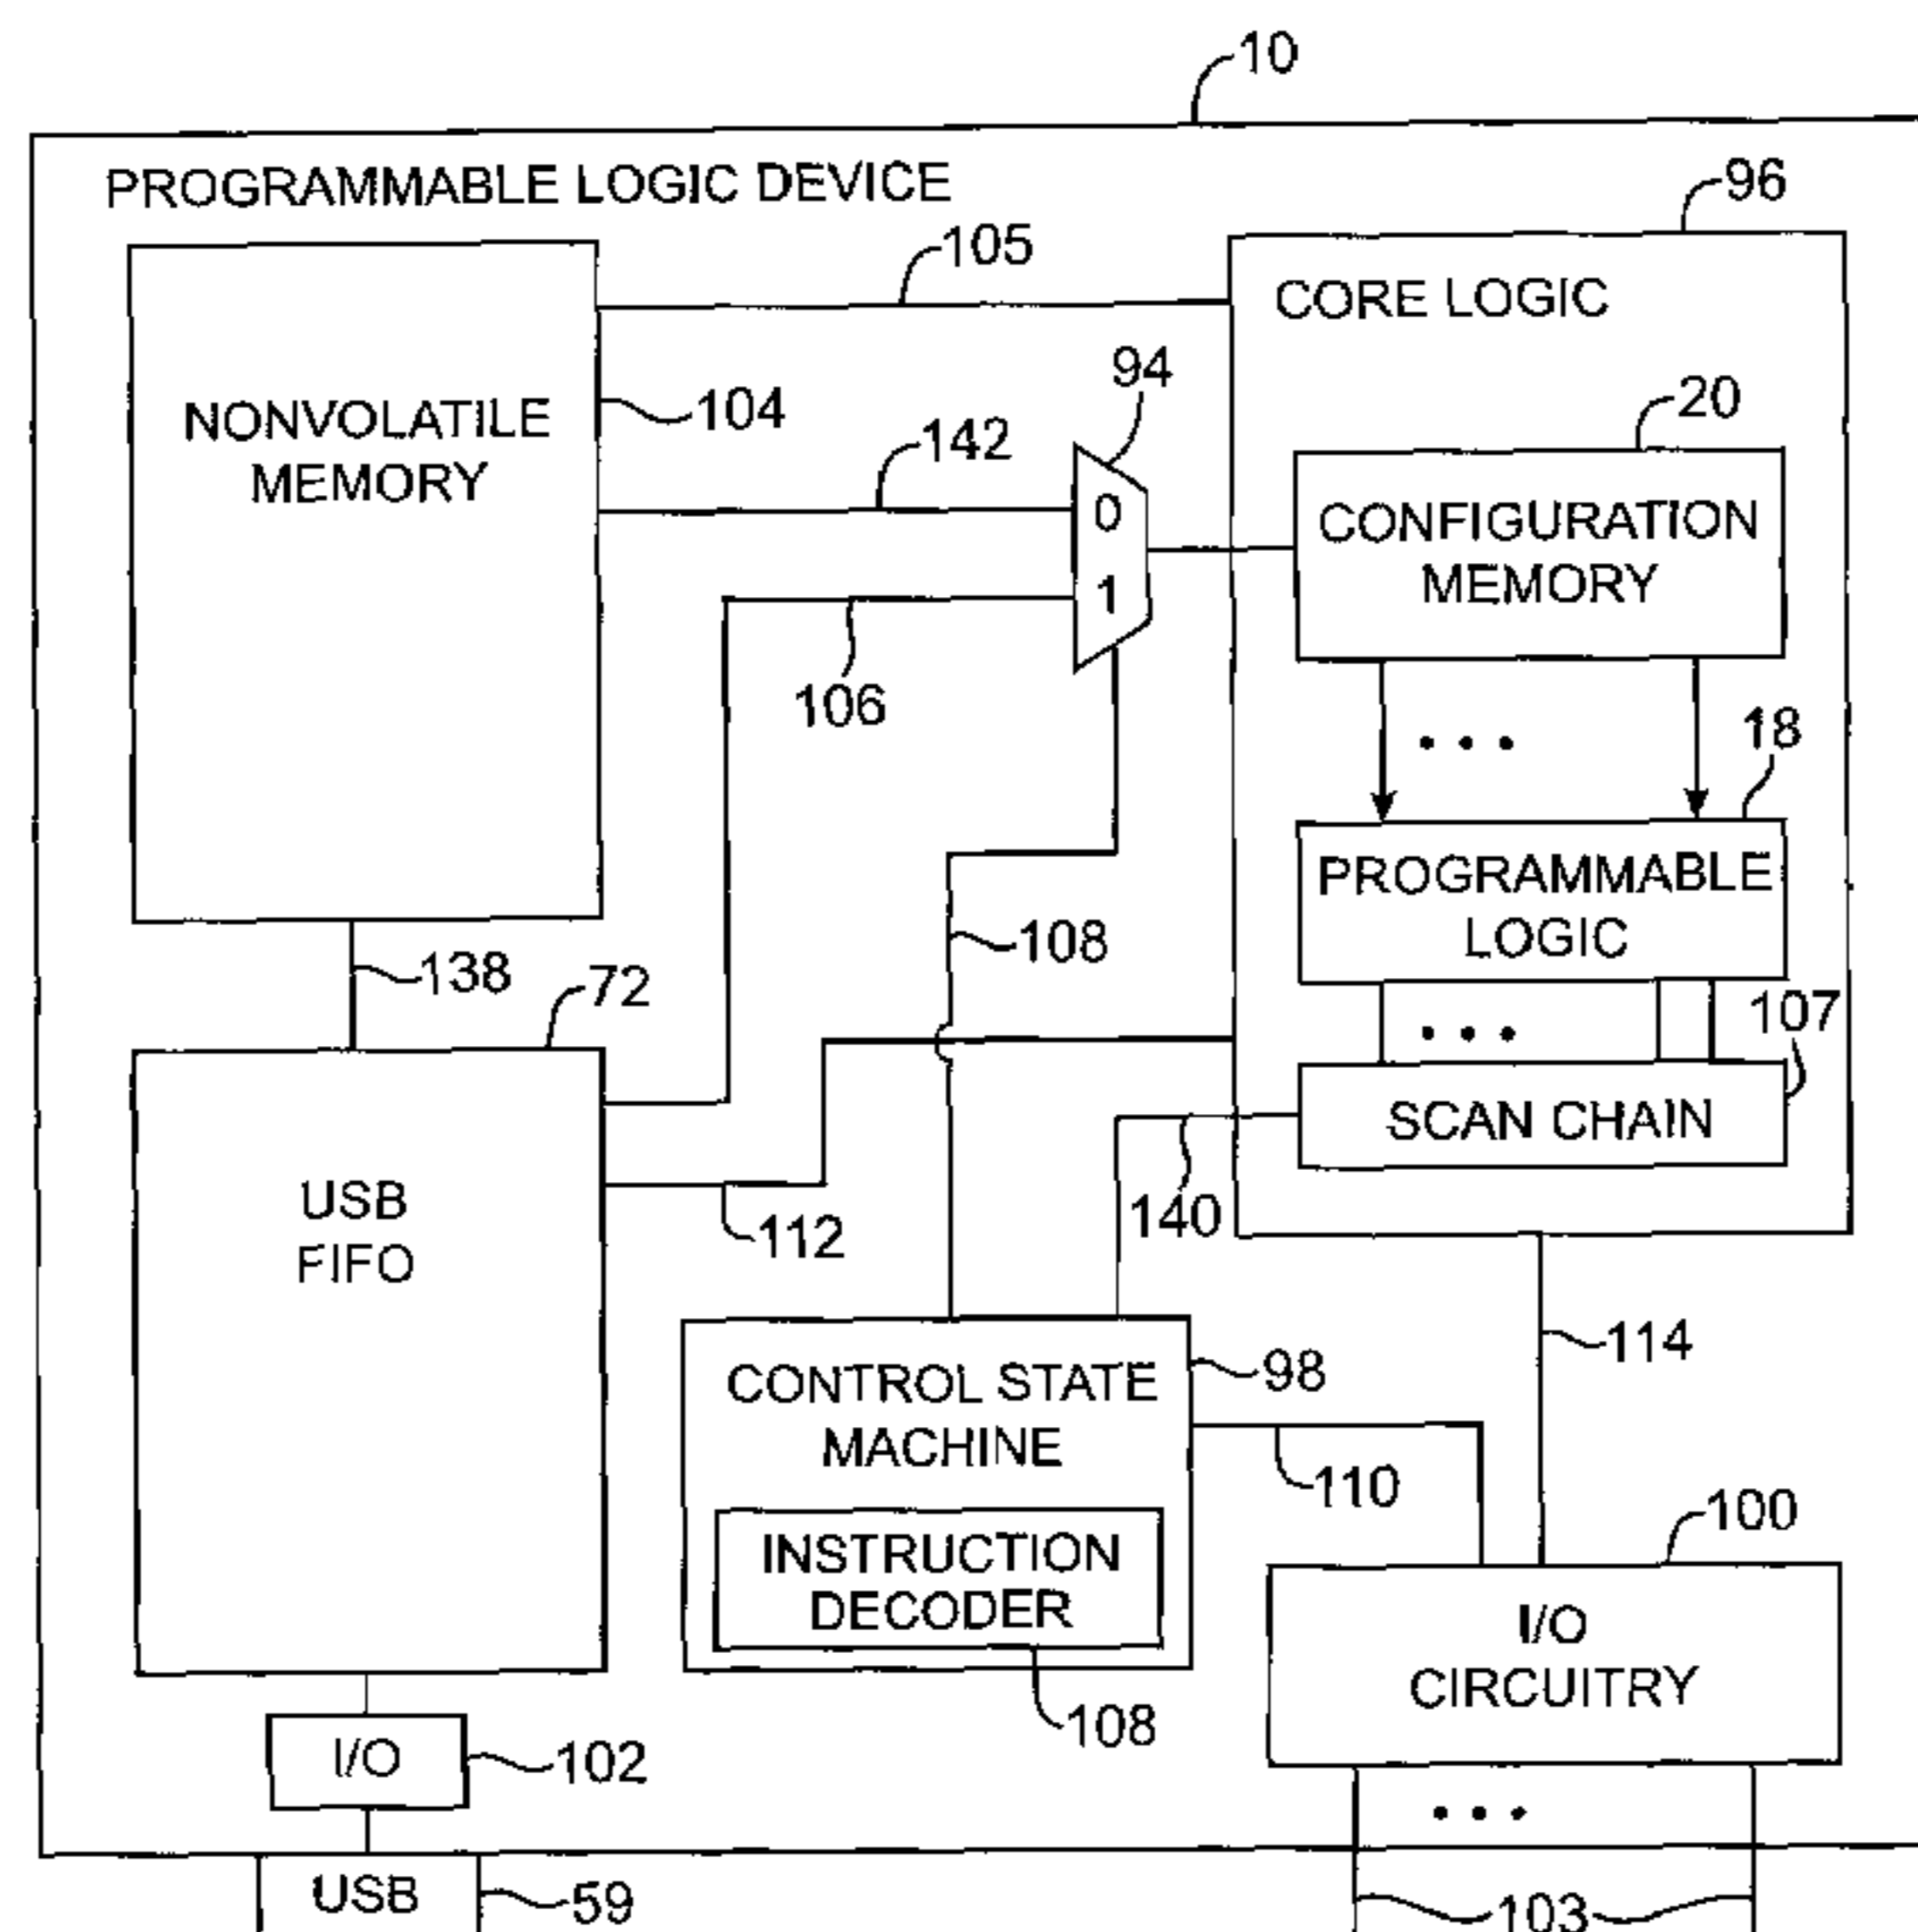 10
PROGRAMMABLE LOGIC DEVICE
96
105
CORE LOGIC
94
20
104
NONVOLATILE
MEMORY
142
0
1
CONFIGURATION
MEMORY
106
18
PROGRAMMABLE
LOGIC
108
138
72
107
SCAN CHAIN
140
USB
FIFO
112
114
98
CONTROL STATE
MACHINE
110
100
INSTRUCTION
DECODER
I/O
CIRCUITRY
108
I/O
102
USB
59
103